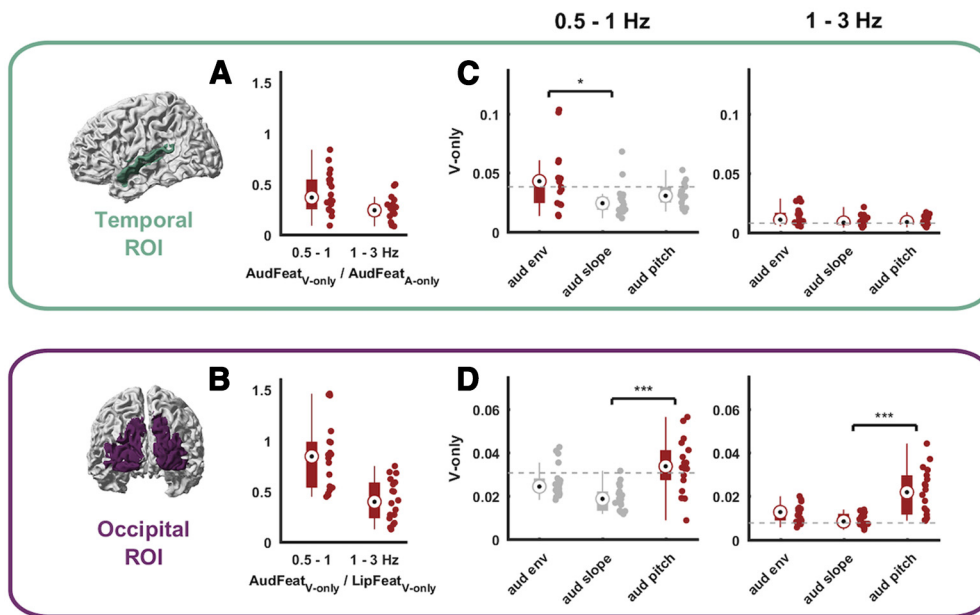 0.5 - 1 Hz
1 - 3 Hz
A
1.5
1
0.5
0
0.5 - 1
1 - 3 Hz
AudFeatV-only / AudFeatA-only
Temporal
ROI
C
V-only
0.1
0.05
0
*
aud env
aud slope
aud pitch
0.1
0.05
0
aud env
aud slope
aud pitch
B
1.5
1
0.5
0
0.5 - 1
1 - 3 Hz
AudFeatV-only / LipFeatV-only
Occipital
ROI
D
V-only
0.06
0.04
0.02
0
***
aud env
aud slope
aud pitch
0.06
0.04
0.02
0
***
aud env
aud slope
aud pitch